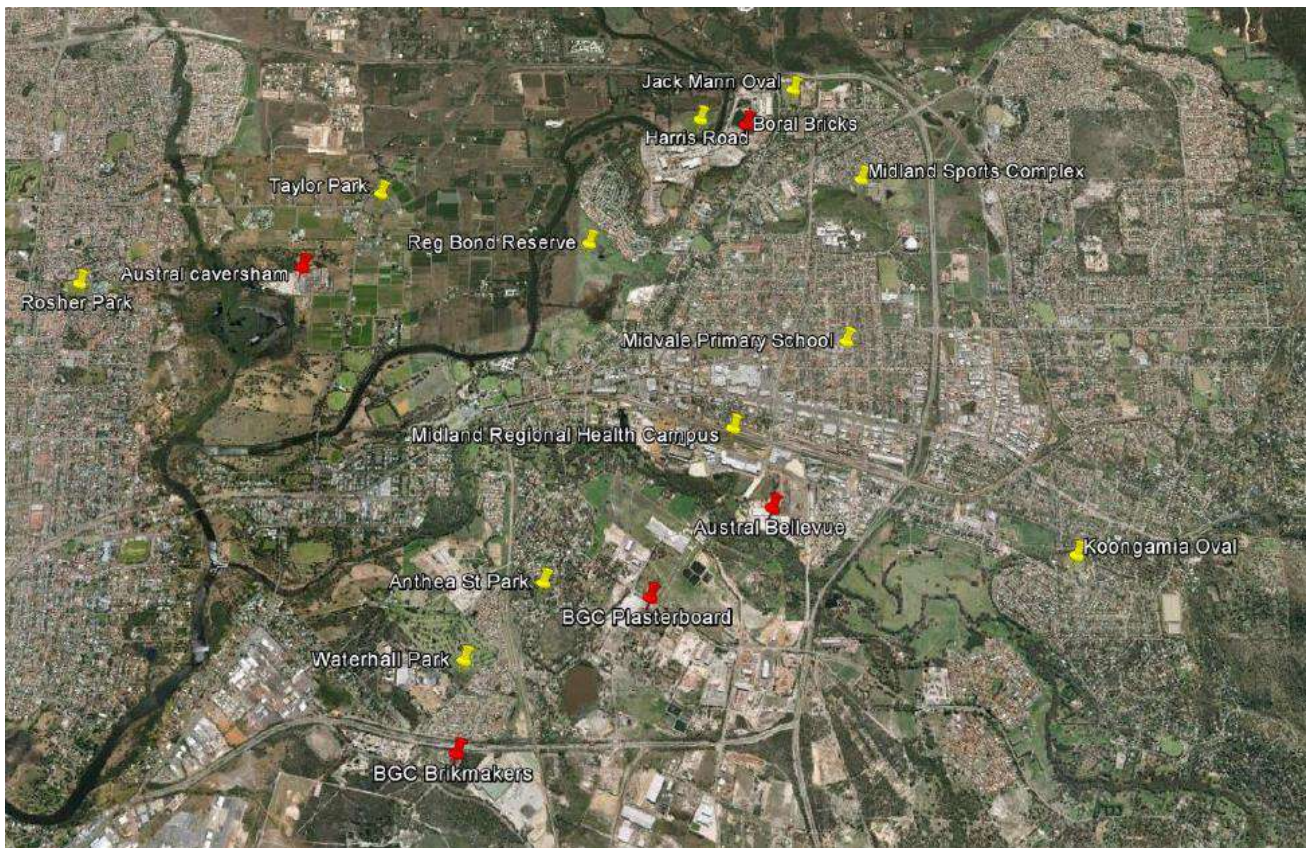 Jack Mann Oval
Boral Bricks
Harris Road
Midland Sports Complex
Taylor Park
Reg Bond Reserve
Austral caversham
Rosher Park
Midvale Primary School
Midland Regional Health Campus
Austral Bellevue
Koongamia Oval
Anthea St Park
BGC Plasterboard
Waterhall Park
BGC Brikmakers